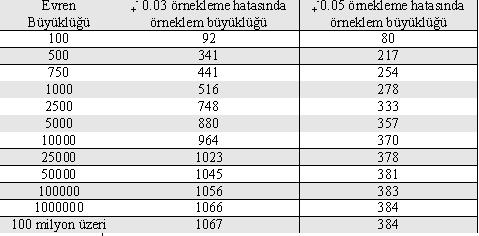 Evren +- 0.03 örnekleme hatasında +- 0.05 örnekleme hatasında
Büyüklüğü örneklem büyüklüğü örneklem büyüklüğü
100 92 80
500 341 217
750 441 254
1000 516 278
2500 748 333
5000 880 357
10000 964 370
25000 1023 378
50000 1045 381
100000 1056 383
1000000 1066 384
100 milyon üzeri 1067 384